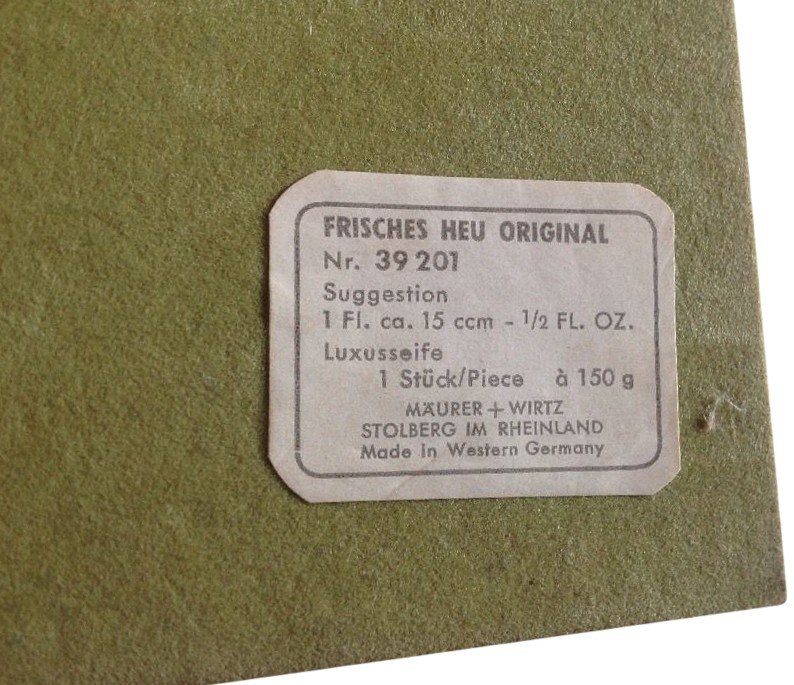 FRISCHES HEU ORIGINAL
Nr. 39 201
Suggestion
1 Fl. ca. 15 ccm - 1/2 FL. OZ.
Luxusseife
1 Stück/Piece à 150 g
MÄURER + WIRTZ
STOLBERG IM RHEINLAND
Made in Western Germany